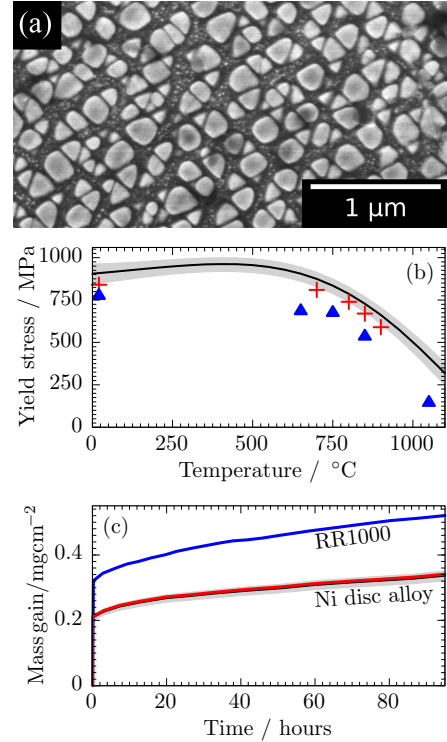 (a)
1 µm
1000
750
500
250
0
Yield stress / MPa
(b)
0
250
500
750
1000
Temperature / °C
0.4
0.2
0
Mass gain/mgcm−2
(c)
RR1000
Ni disc alloy
0
20
40
60
80
Time / hours